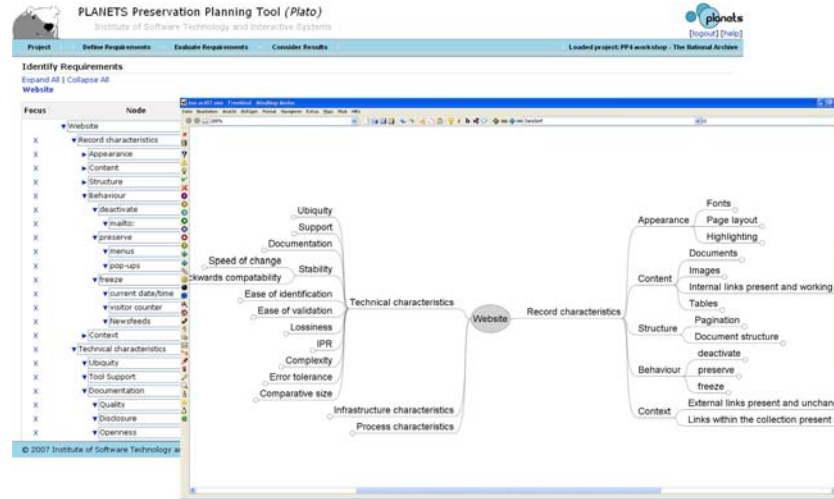 PLANETS Preservation Planning Tool (Plato)
Institute of Software Technology and Interactive Systems
planets
[logout] [help]
Project Define Requirements Evaluate Requirements Consider Results Loaded project: PP4 workshop - The National Archive
Identify Requirements
Expand All | Collapse All
Website
Focus Node
Website
X Record characteristics
X Appearance
X Content
X Structure
X Behaviour
X deactivate
X mailto:
X preserve
X menus
X pop-ups
X freeze
X current date/time
X visitor counter
X Newsfeeds
X Context
X Technical characteristics
X Ubiquity
X Tool Support
X Documentation
X Quality
X Disclosure
X Openness
© 2007 Institute of Software Technology
Ubiquity
Support
Documentation
Speed of change
ckwards compatability
Stability
Ease of identification
Ease of validation
Lossiness
IPR
Complexity
Error tolerance
Comparative size
Technical characteristics
Infrastructure characteristics
Process characteristics
Website
Record characteristics
Appearance
Fonts
Page layout
Highlighting
Content
Documents
Images
Internal links present and working
Tables
Structure
Pagination
Document structure
Behaviour
deactivate
preserve
freeze
Context
External links present and unchan
Links within the collection present